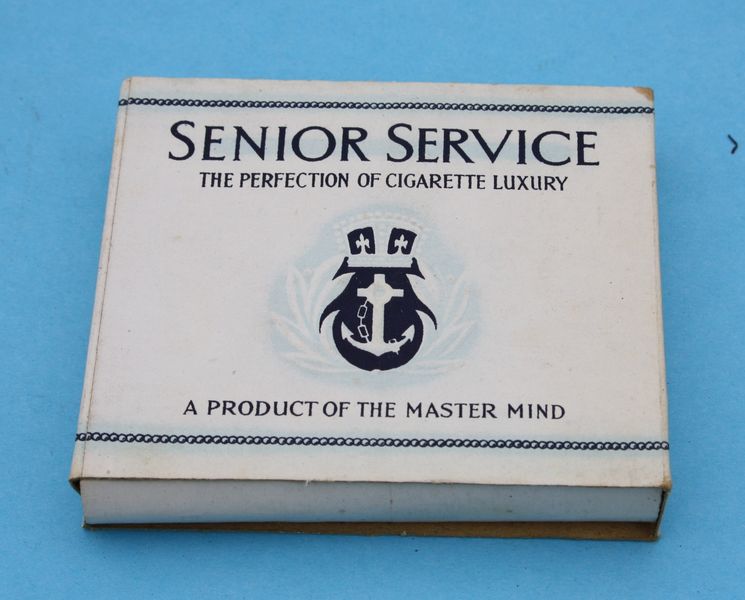 SENIOR SERVICE
THE PERFECTION OF CIGARETTE LUXURY
A PRODUCT OF THE MASTER MIND